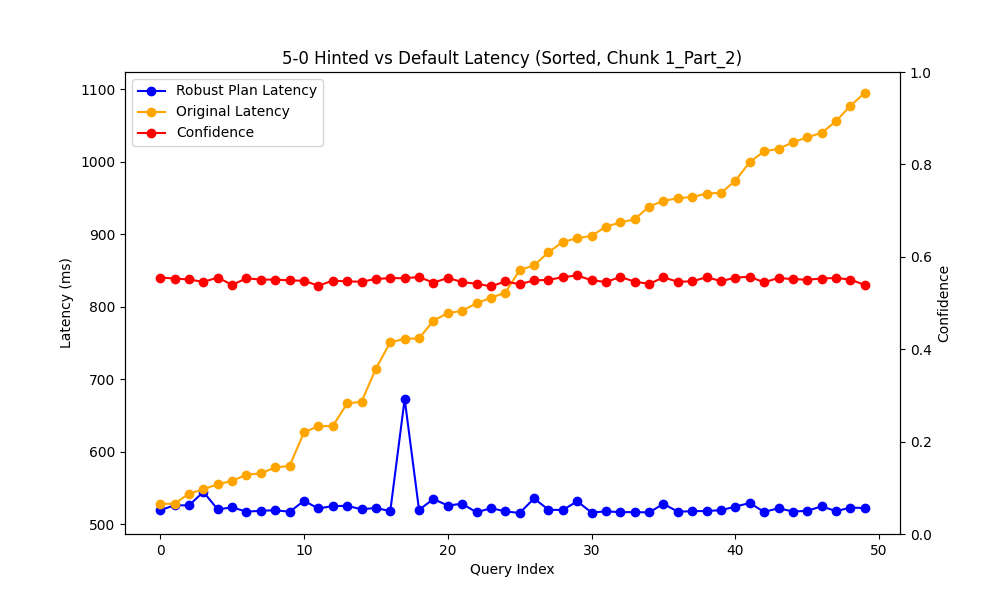 5-0 Hinted vs Default Latency (Sorted, Chunk 1_Part_2)
Robust Plan Latency
Original Latency
Confidence
Latency (ms)
1100
1000
900
800
700
600
500
1.0
0.8
0.6
0.4
0.2
0.0
Confidence
0 10 20 30 40 50
Query Index